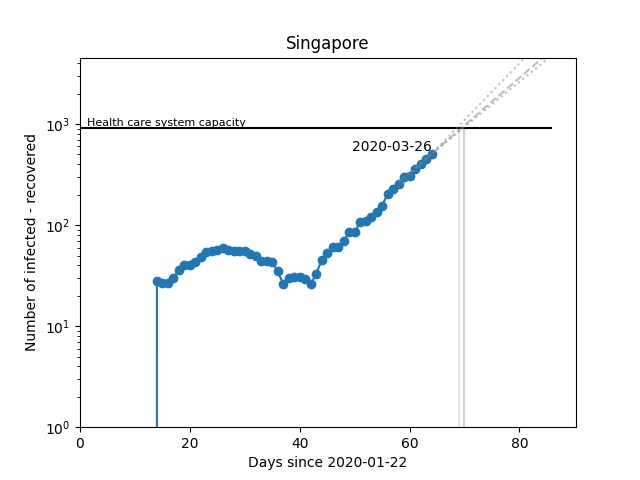 Singapore
Number of infected - recovered
10³
10²
10¹
10⁰
Health care system capacity
2020-03-26
0 20 40 60 80
Days since 2020-01-22